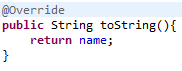 @Override
public String toString(){
    return name;
}